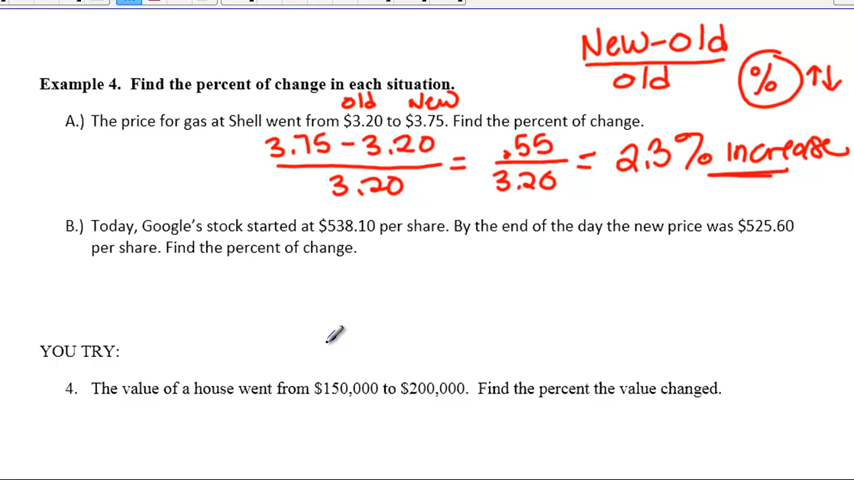 New-old
old
% ↑↓
Example 4. Find the percent of change in each situation.
old New
A.) The price for gas at Shell went from $3.20 to $3.75. Find the percent of change.
3.75 - 3.20
3.20
=
.55
3.20
= 2.3% increase
B.) Today, Google's stock started at $538.10 per share. By the end of the day the new price was $525.60
per share. Find the percent of change.
YOU TRY:
4. The value of a house went from $150,000 to $200,000. Find the percent the value changed.